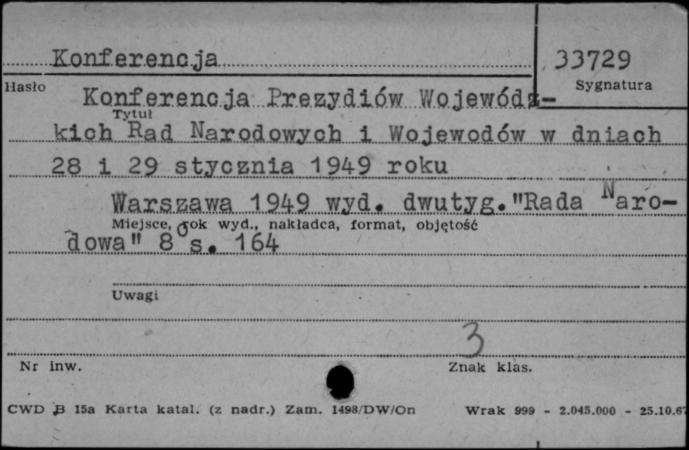 Konferencja 33729
Hasło Sygnatura
Konferencja Prezydiów Wojewódz-
Tytuł
kich Rad Narodowych i Wojewodów w dniach
28 i 29 stycznia 1949 roku
Warszawa 1949 wyd. dwutyg."Rada Naro-
Miejsce, rok wyd., nakładca, format, objętość
dowa" 8° s. 164
Uwagi
3
Nr inw. Znak klas.
CWD B 15a Karta katal. (z nadr.) Zam. 1498/DW/On Wrak 999 - 2.045.000 - 25.10.67